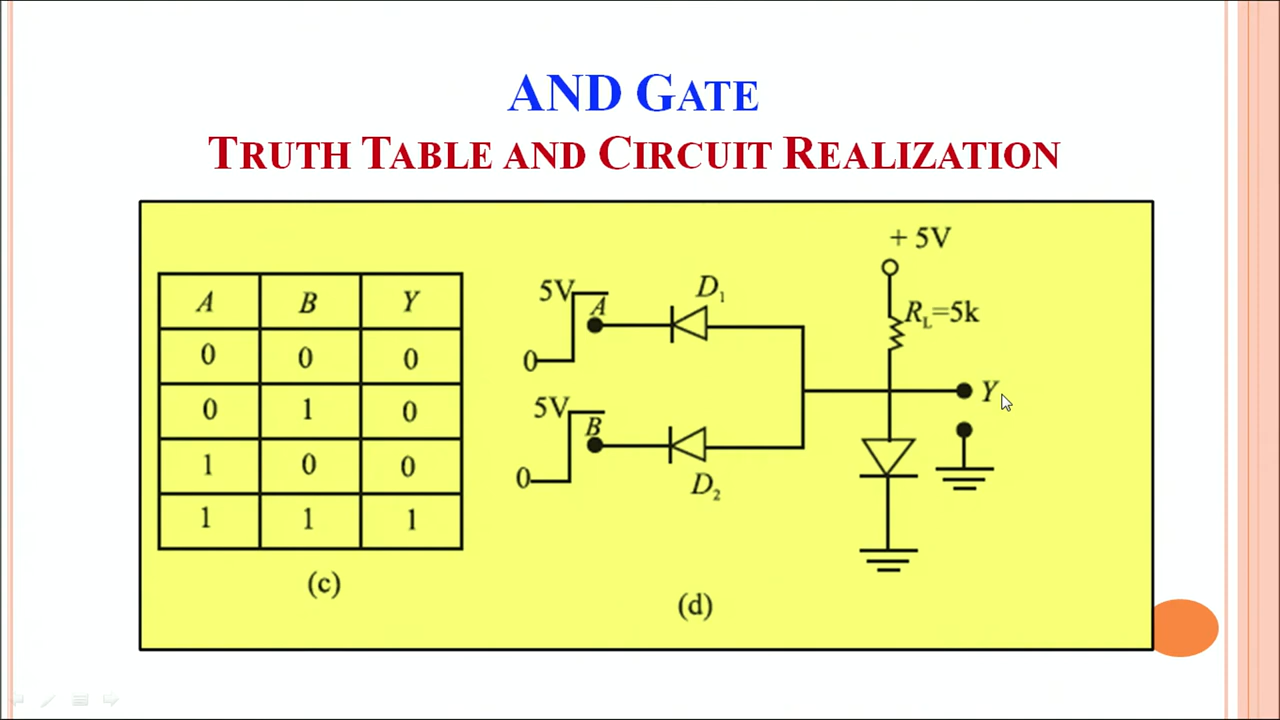 AND GATE
TRUTH TABLE AND CIRCUIT REALIZATION
A B Y
0 0 0
0 1 0
1 0 0
1 1 1
(c)
+ 5V
R_L=5k
5V
A
D₁
0
Y
5V
B
D₂
0
(d)